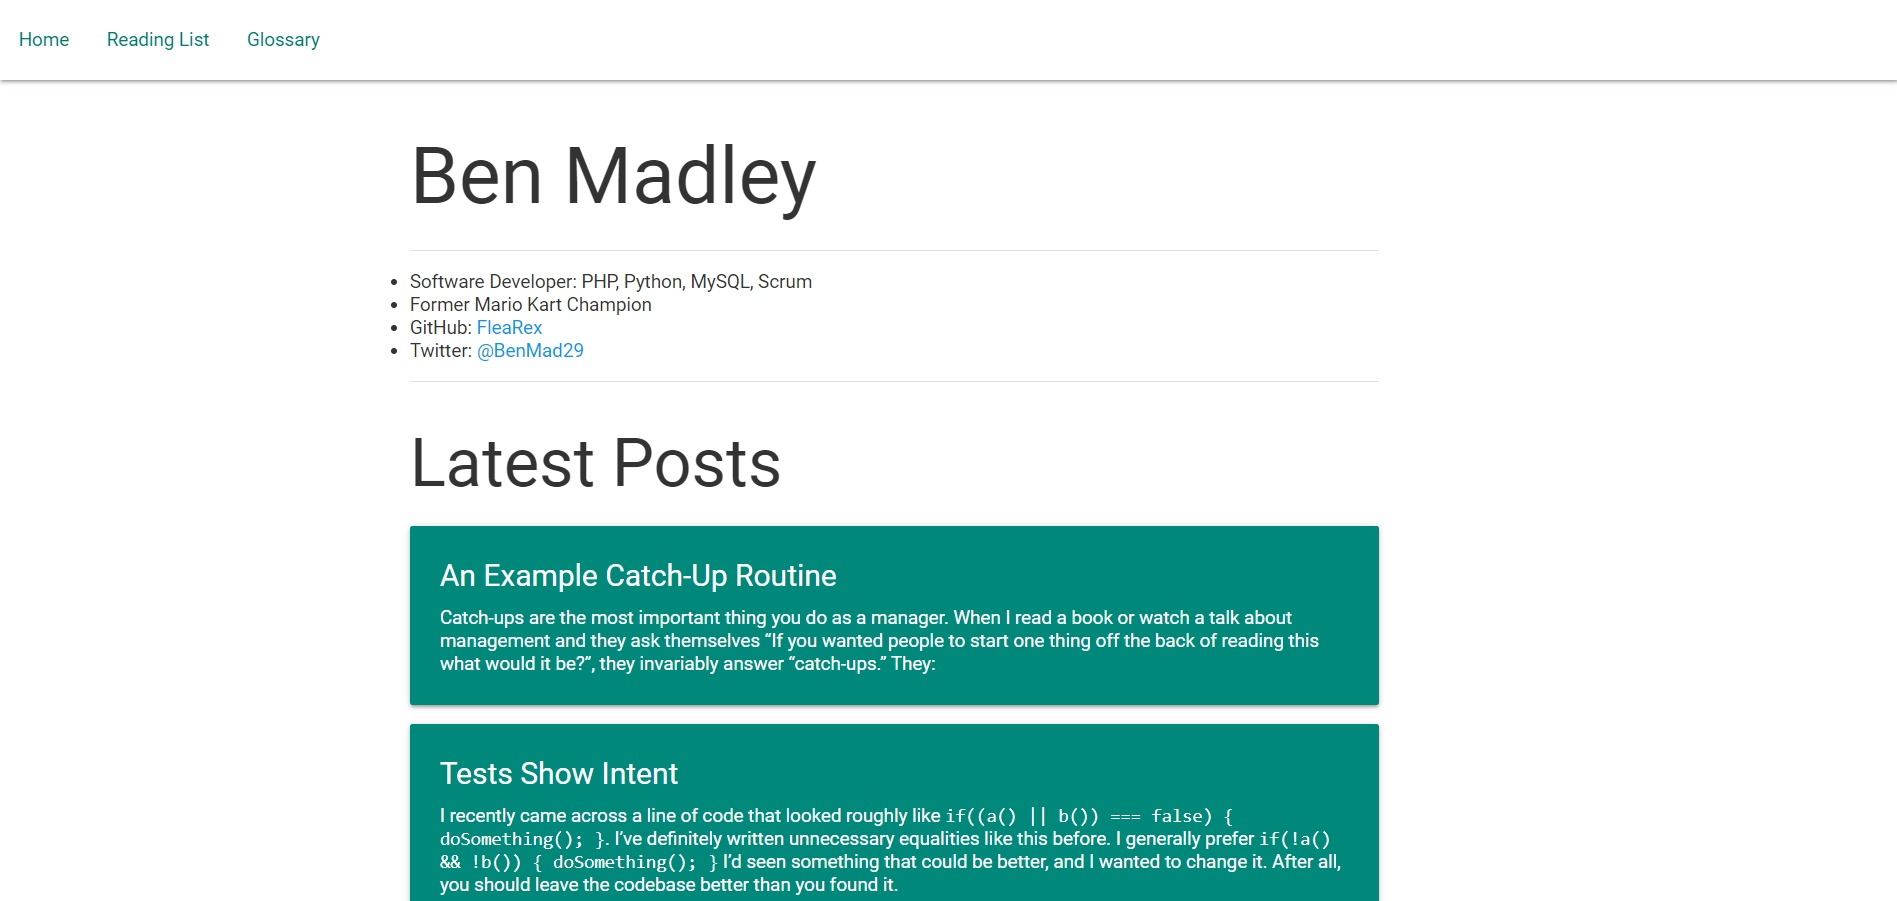 Home Reading List Glossary
Ben Madley
Software Developer: PHP, Python, MySQL, Scrum
Former Mario Kart Champion
GitHub: FleaRex
Twitter: @BenMad29
Latest Posts
An Example Catch-Up Routine
Catch-ups are the most important thing you do as a manager. When I read a book or watch a talk about
management and they ask themselves “If you wanted people to start one thing off the back of reading this
what would it be?”, they invariably answer “catch-ups.” They:
Tests Show Intent
I recently came across a line of code that looked roughly like if((a() || b()) === false) {
doSomething(); }. I’ve definitely written unnecessary equalities like this before. I generally prefer if(!a()
&& !b()) { doSomething(); } I’d seen something that could be better, and I wanted to change it. After all,
you should leave the codebase better than you found it.